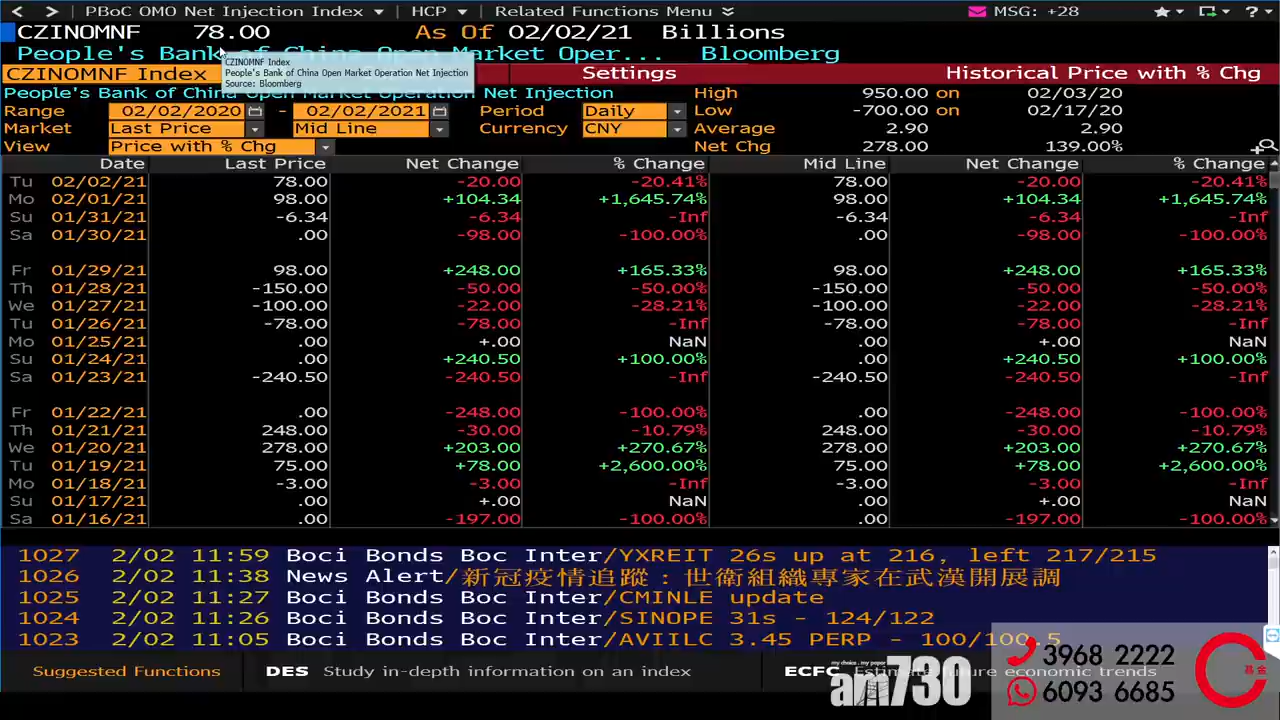 < > PBoC OMO Net Injection Index ▼ HCP ▼ Related Functions Menu MSG: +28
CZINOMNF 78.00 As Of 02/02/21 Billions
People's Bank of China Open Market Oper... Bloomberg
CZINOMNF Index
People's Bank of China Open Market Operation Net Injection
Source: Bloomberg
CZINOMNF Index Settings Historical Price with % Chg
People's Bank of China Open Market Operation Net Injection High 950.00 on 02/03/20
Range 02/02/2020 - 02/02/2021 Period Daily Low -700.00 on 02/17/20
Market Last Price Mid Line Currency CNY Average 2.90 2.90
View Price with % Chg Net Chg 278.00 139.00%
Date Last Price Net Change % Change Mid Line Net Change % Change
Tu 02/02/21 78.00 -20.00 -20.41% 78.00 -20.00 -20.41%
Mo 02/01/21 98.00 +104.34 +1,645.74% 98.00 +104.34 +1,645.74%
Su 01/31/21 -6.34 -6.34 -Inf -6.34 -6.34 -Inf
Sa 01/30/21 .00 -98.00 -100.00% .00 -98.00 -100.00%
Fr 01/29/21 98.00 +248.00 +165.33% 98.00 +248.00 +165.33%
Th 01/28/21 -150.00 -50.00 -50.00% -150.00 -50.00 -50.00%
We 01/27/21 -100.00 -22.00 -28.21% -100.00 -22.00 -28.21%
Tu 01/26/21 -78.00 -78.00 -Inf -78.00 -78.00 -Inf
Mo 01/25/21 .00 +.00 NaN .00 +.00 NaN
Su 01/24/21 .00 +240.50 +100.00% .00 +240.50 +100.00%
Sa 01/23/21 -240.50 -240.50 -Inf -240.50 -240.50 -Inf
Fr 01/22/21 .00 -248.00 -100.00% .00 -248.00 -100.00%
Th 01/21/21 248.00 -30.00 -10.79% 248.00 -30.00 -10.79%
We 01/20/21 278.00 +203.00 +270.67% 278.00 +203.00 +270.67%
Tu 01/19/21 75.00 +78.00 +2,600.00% 75.00 +78.00 +2,600.00%
Mo 01/18/21 -3.00 -3.00 -Inf -3.00 -3.00 -Inf
Su 01/17/21 .00 +.00 NaN .00 +.00 NaN
Sa 01/16/21 .00 -197.00 -100.00% .00 -197.00 -100.00%
1027 2/02 11:59 Boci Bonds Boc Inter/YXREIT 26s up at 216, left 217/215
1026 2/02 11:38 News Alert/新冠疫情追蹤：世衛組織專家在武漢開展調
1025 2/02 11:27 Boci Bonds Boc Inter/CMINLE update
1024 2/02 11:26 Boci Bonds Boc Inter/SINOPE 31s - 124/122
1023 2/02 11:05 Boci Bonds Boc Inter/AVIILC 3.45 PERP - 100/100.5
Suggested Functions DES Study in-depth information on an index ECFC Estimate future economic trends
my choice, my paper
am730
3968 2222
6093 6685
基金